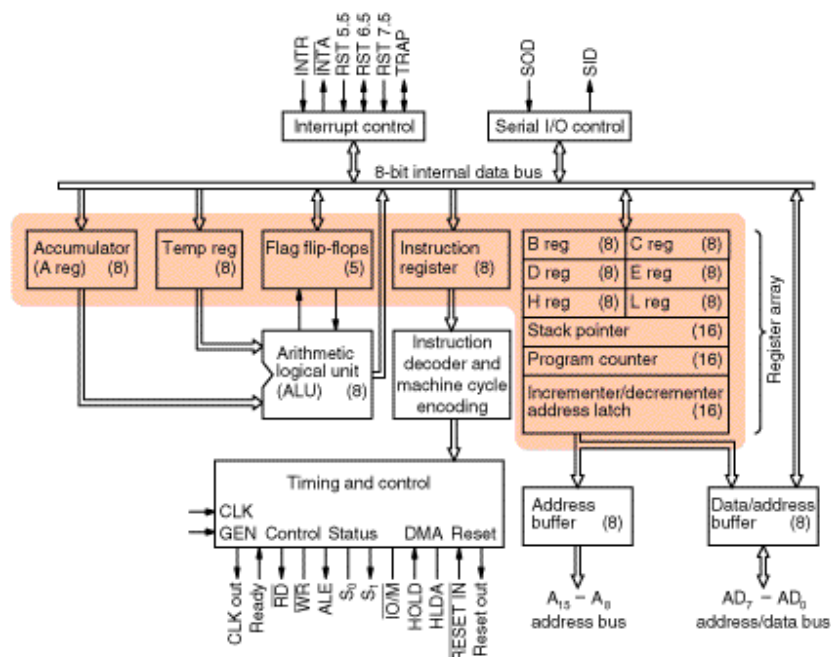 INTR
INTA
RST 5.5
RST 6.5
RST 7.5
TRAP
SOD
SID
Interrupt control
Serial I/O control
8-bit internal data bus
Accumulator
(A reg) (8)
Temp reg
(8)
Flag flip-flops
(5)
Instruction
register (8)
B reg (8) C reg (8)
D reg (8) E reg (8)
H reg (8) L reg (8)
Stack pointer (16)
Program counter (16)
Incrementer/decrementer
address latch (16)
Register array
Arithmetic
logical unit
(ALU) (8)
Instruction
decoder and
machine cycle
encoding
Timing and control
CLK
GEN Control Status DMA Reset
CLK out
Ready
RD
WR
ALE
S0
S1
IO/M
HOLD
HLDA
RESET IN
Reset out
Address
buffer (8)
Data/address
buffer (8)
A15 – A8
address bus
AD7 – AD0
address/data bus